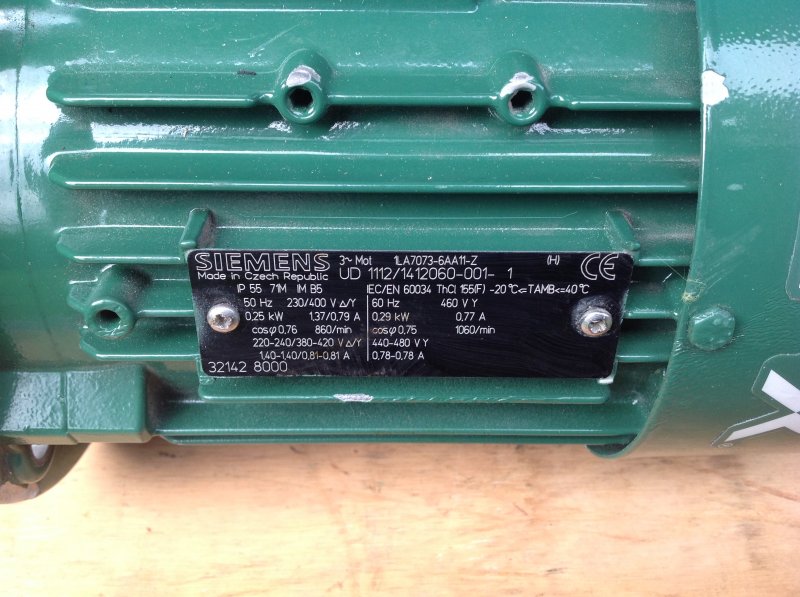 SIEMENS 3~ Mot 1LA7073-6AA11-Z (H) CE
Made in Czech Republic UD 1112/1412060-001- 1
IP 55 71M IM B5 IEC/EN 60034 ThCl 155(F) -20°C<=TAMB<=40°C
50 Hz 230/400 V Δ/Y 60 Hz 460 V Y
0,25 kW 1,37/0,79 A 0,29 kW 0,77 A
cosφ 0,76 860/min cosφ 0,75 1060/min
220-240/380-420 V Δ/Y 440-480 V Y
1,40-1,40/0,81-0,81 A 0,78-0,78 A
32142 8000
X